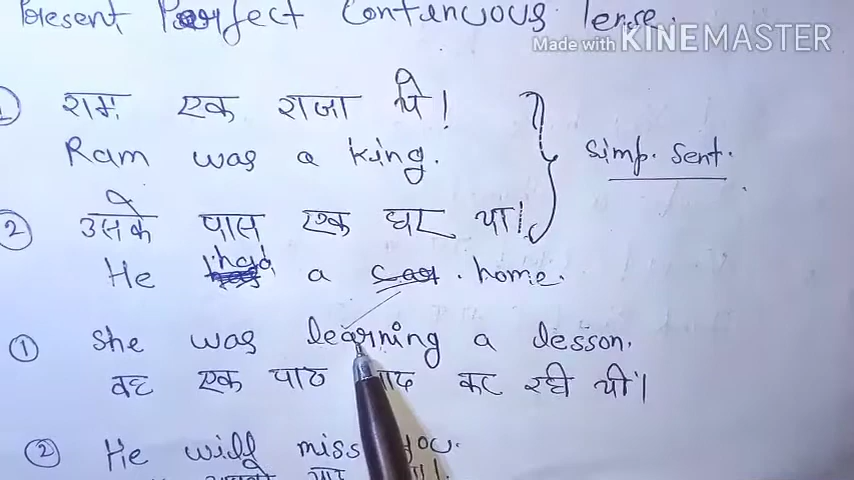 Present Perfect Continuous Tense.
Made with KINEMASTER
1 राम एक राजा थे।
Ram was a king.
simp. sent.
2 उसके पास एक घर था।
He had a home.
1 She was learning a lesson.
वह एक पाठ याद कर रही थी।
2 He will miss you.